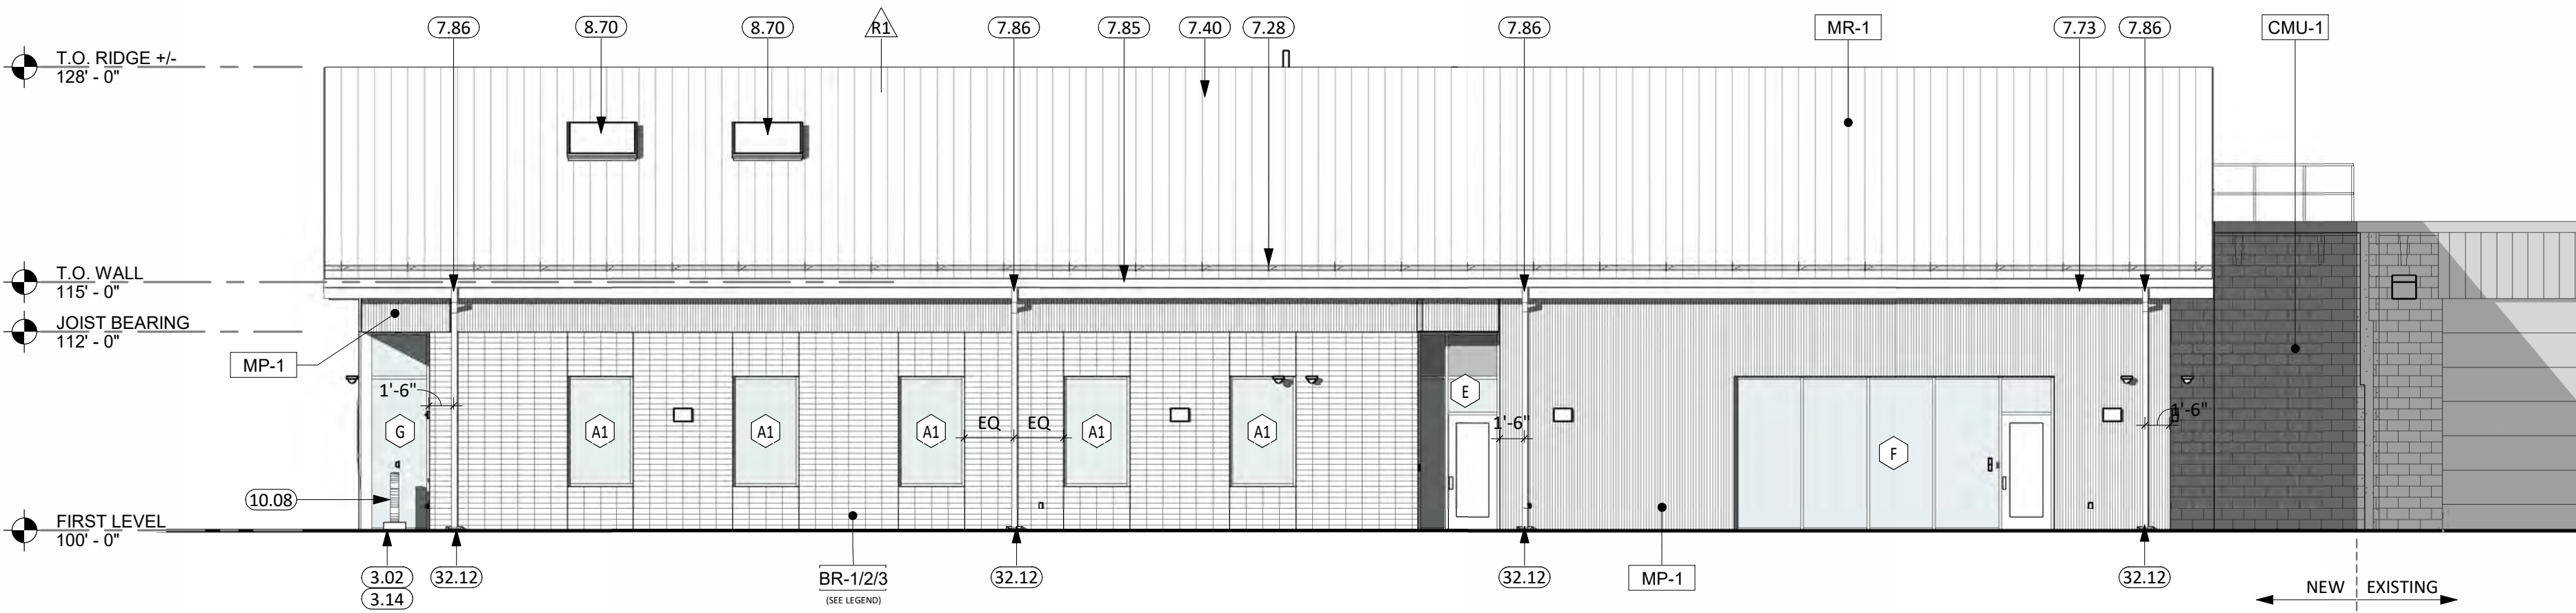 7.86
8.70
8.70
R1
7.86
7.85
7.40
7.28
7.86
MR-1
7.73
7.86
CMU-1
T.O. RIDGE +/-
128' - 0"
T.O. WALL
115' - 0"
JOIST BEARING
112' - 0"
MP-1
1'-6"
G
A1
A1
A1
EQ
EQ
A1
A1
E
1'-6"
F
1'-6"
10.08
FIRST LEVEL
100' - 0"
3.02
3.14
32.12
BR-1/2/3
(SEE LEGEND)
32.12
32.12
MP-1
32.12
NEW
EXISTING